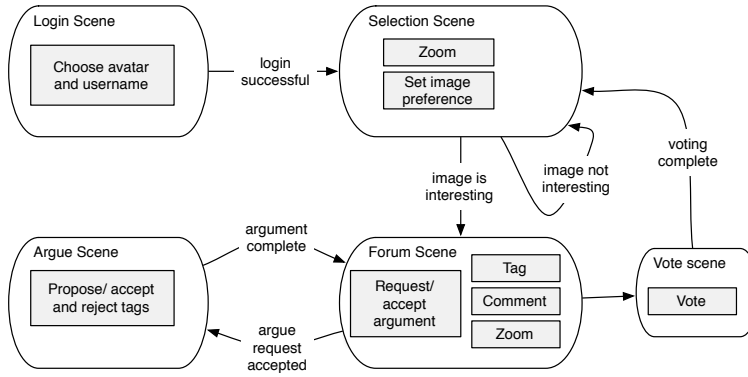 Login Scene
Choose avatar
and username
login
successful
Selection Scene
Zoom
Set image
preference
image is
interesting
image not
interesting
voting
complete
Argue Scene
Propose/ accept
and reject tags
argument
complete
argue
request
accepted
Forum Scene
Request/
accept
argument
Tag
Comment
Zoom
Vote scene
Vote